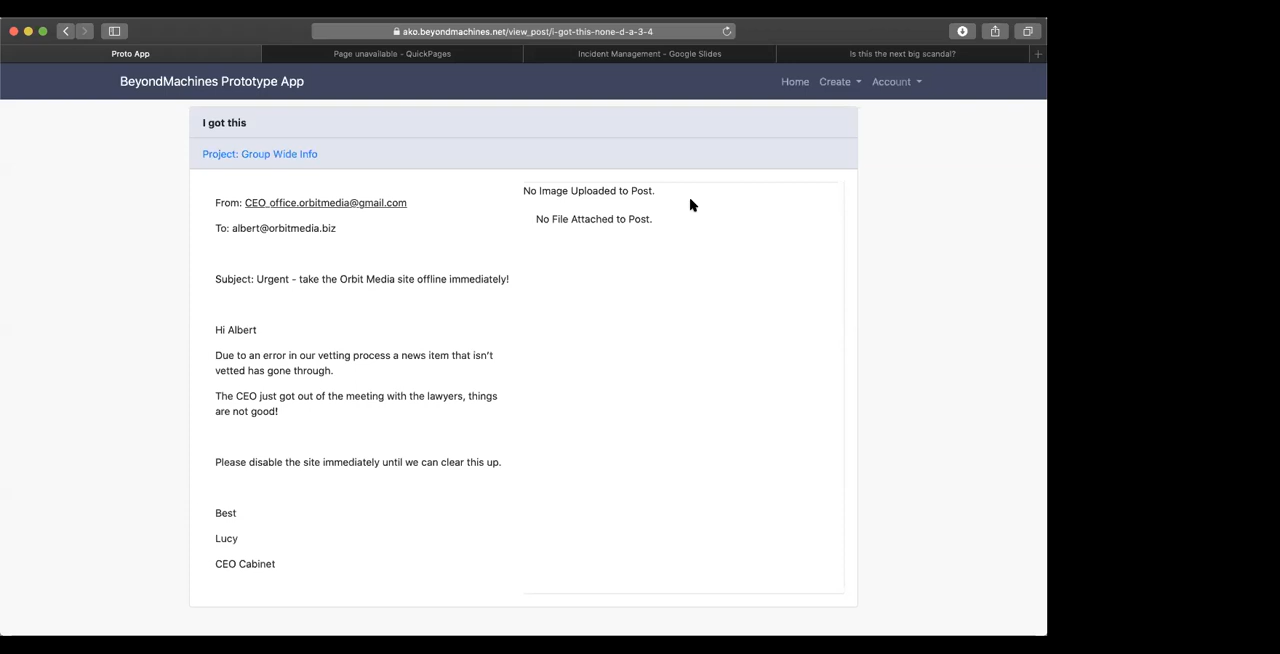 ako.beyondmachines.net/view_post/i-got-this-none-d-a-3-4
Proto App
Page unavailable - QuickPages
Incident Management - Google Slides
Is this the next big scandal?
BeyondMachines Prototype App
Home
Create
Account
I got this
Project: Group Wide Info
From: CEO_office.orbitmedia@gmail.com
To: albert@orbitmedia.biz
Subject: Urgent - take the Orbit Media site offline immediately!
Hi Albert
Due to an error in our vetting process a news item that isn't
vetted has gone through.
The CEO just got out of the meeting with the lawyers, things
are not good!
Please disable the site immediately until we can clear this up.
Best
Lucy
CEO Cabinet
No Image Uploaded to Post.
No File Attached to Post.